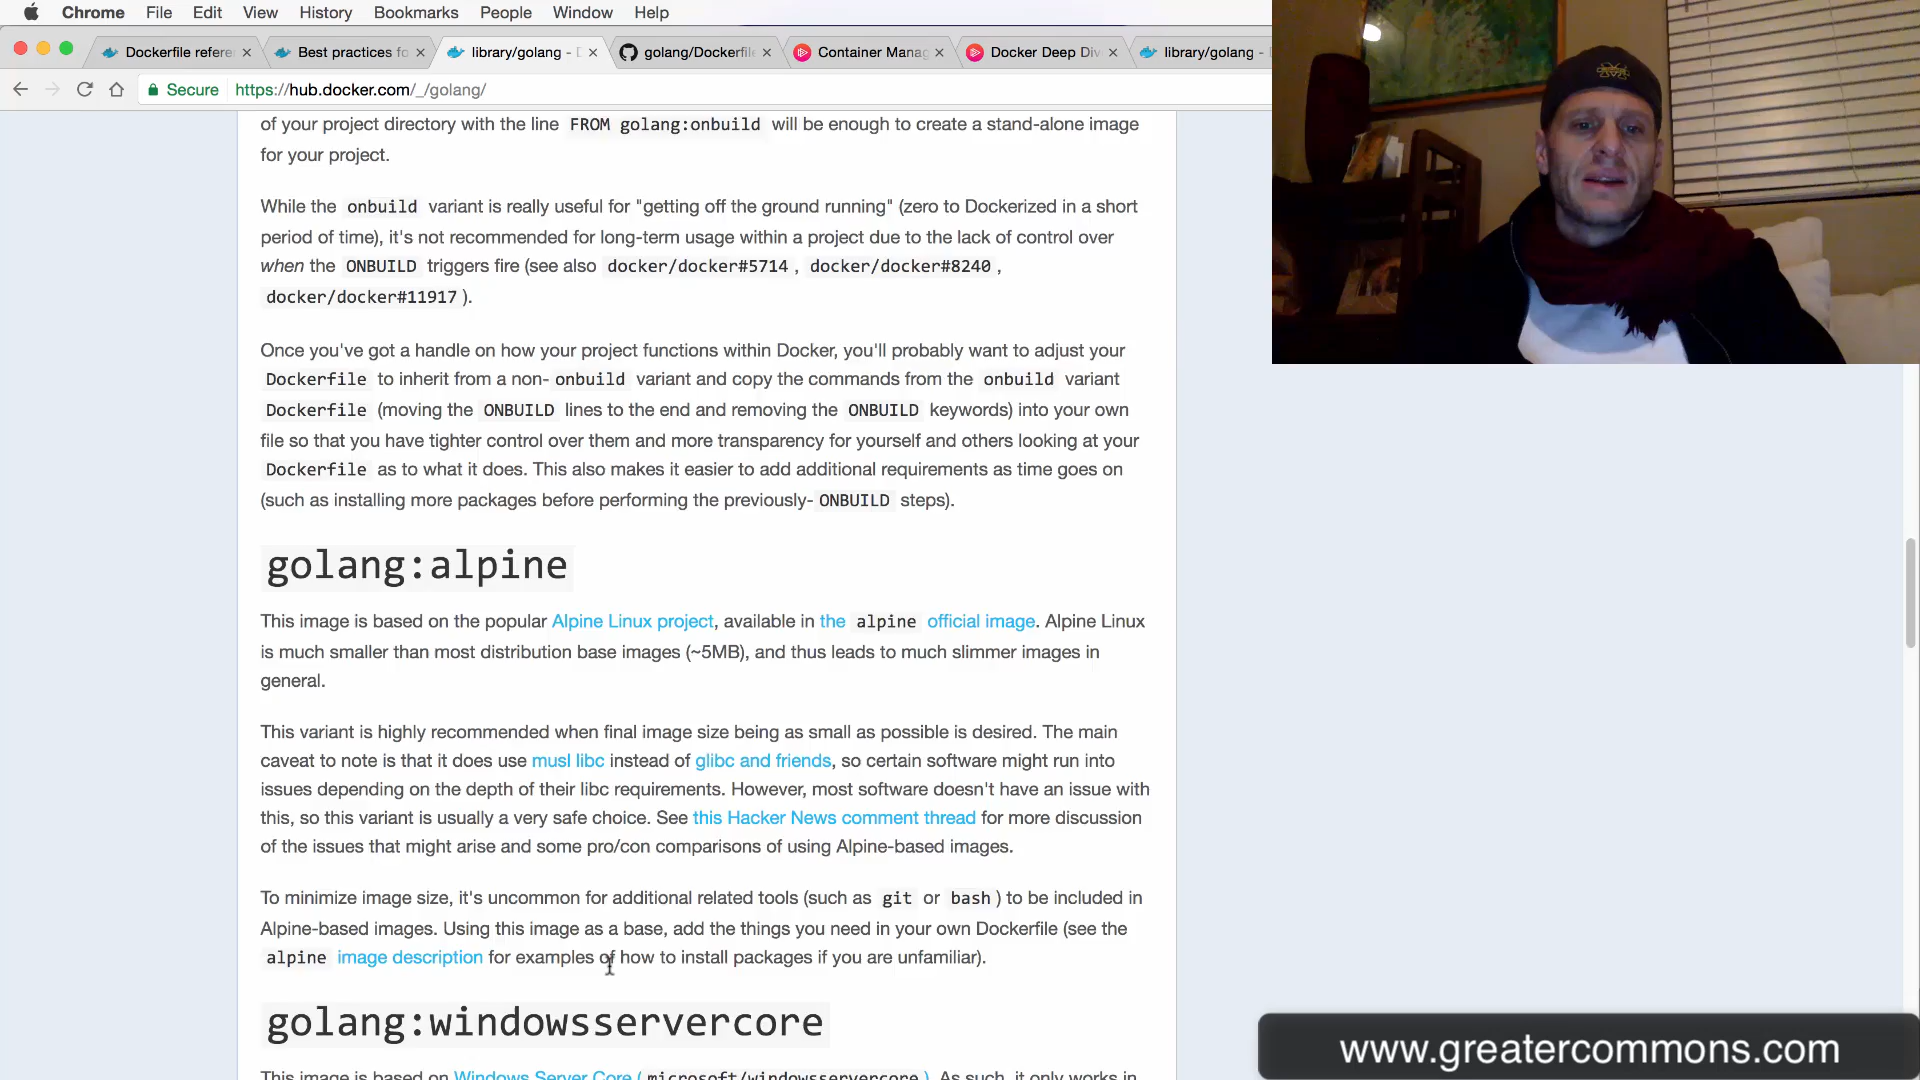 Chrome File Edit View History Bookmarks People Window Help
Dockerfile refere Best practices fo library/golang - D golang/Dockerfile Container Manag Docker Deep Div library/golang - D
Secure https://hub.docker.com/_/golang/
of your project directory with the line FROM golang:onbuild will be enough to create a stand-alone image
for your project.
While the onbuild variant is really useful for "getting off the ground running" (zero to Dockerized in a short
period of time), it's not recommended for long-term usage within a project due to the lack of control over
when the ONBUILD triggers fire (see also docker/docker#5714 , docker/docker#8240 ,
docker/docker#11917 ).
Once you've got a handle on how your project functions within Docker, you'll probably want to adjust your
Dockerfile to inherit from a non- onbuild variant and copy the commands from the onbuild variant
Dockerfile (moving the ONBUILD lines to the end and removing the ONBUILD keywords) into your own
file so that you have tighter control over them and more transparency for yourself and others looking at your
Dockerfile as to what it does. This also makes it easier to add additional requirements as time goes on
(such as installing more packages before performing the previously- ONBUILD steps).
golang:alpine
This image is based on the popular Alpine Linux project, available in the alpine official image. Alpine Linux
is much smaller than most distribution base images (~5MB), and thus leads to much slimmer images in
general.
This variant is highly recommended when final image size being as small as possible is desired. The main
caveat to note is that it does use musl libc instead of glibc and friends, so certain software might run into
issues depending on the depth of their libc requirements. However, most software doesn't have an issue with
this, so this variant is usually a very safe choice. See this Hacker News comment thread for more discussion
of the issues that might arise and some pro/con comparisons of using Alpine-based images.
To minimize image size, it's uncommon for additional related tools (such as git or bash ) to be included in
Alpine-based images. Using this image as a base, add the things you need in your own Dockerfile (see the
alpine image description for examples of how to install packages if you are unfamiliar).
golang:windowsservercore
This image is based on Windows Server Core ( microsoft/windowsservercore ). As such, it only works in
www.greatercommons.com